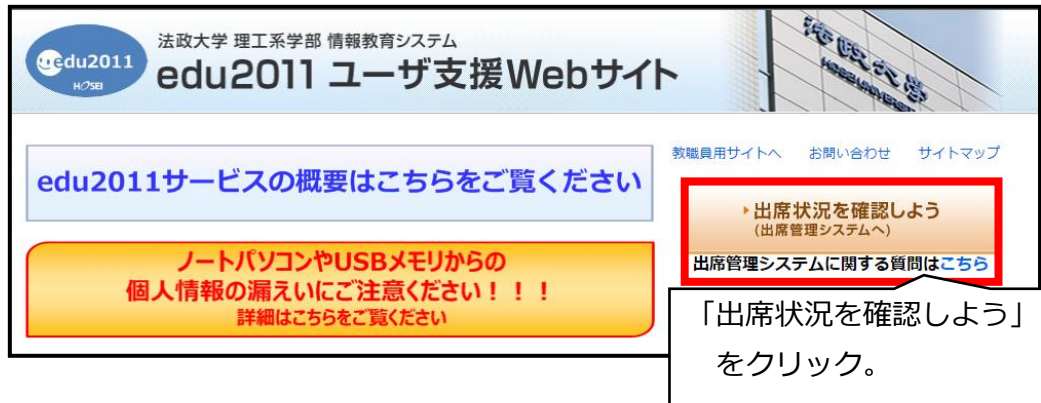 edu2011
HOSEI
法政大学 理工系学部 情報教育システム
edu2011 ユーザ支援Webサイト
法政大学
HOSEI UNIVERSITY
教職員用サイトへ お問い合わせ サイトマップ
edu2011サービスの概要はこちらをご覧ください
出席状況を確認しよう
(出席管理システムへ)
出席管理システムに関する質問はこちら
ノートパソコンやUSBメモリからの
個人情報の漏えいにご注意ください！！！
詳細はこちらをご覧ください
「出席状況を確認しよう」
をクリック。